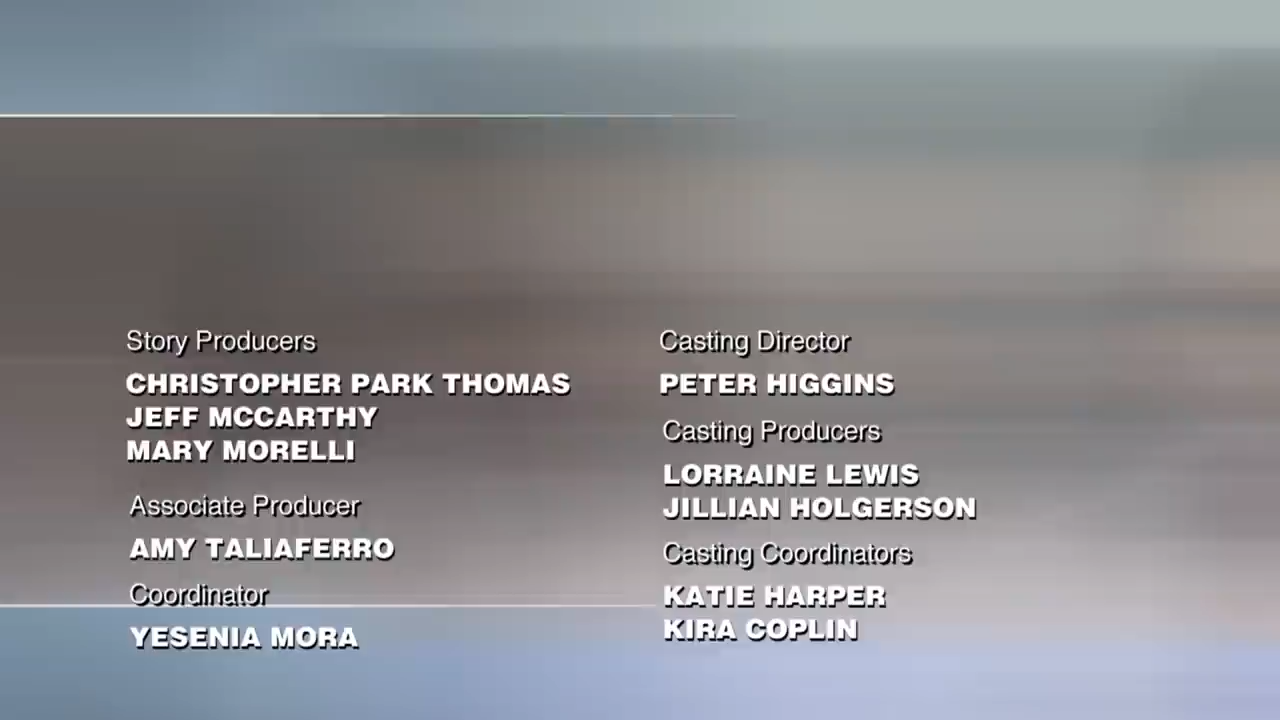 Story Producers
CHRISTOPHER PARK THOMAS
JEFF MCCARTHY
MARY MORELLI
Associate Producer
AMY TALIAFERRO
Coordinator
YESENIA MORA
Casting Director
PETER HIGGINS
Casting Producers
LORRAINE LEWIS
JILLIAN HOLGERSON
Casting Coordinators
KATIE HARPER
KIRA COPLIN